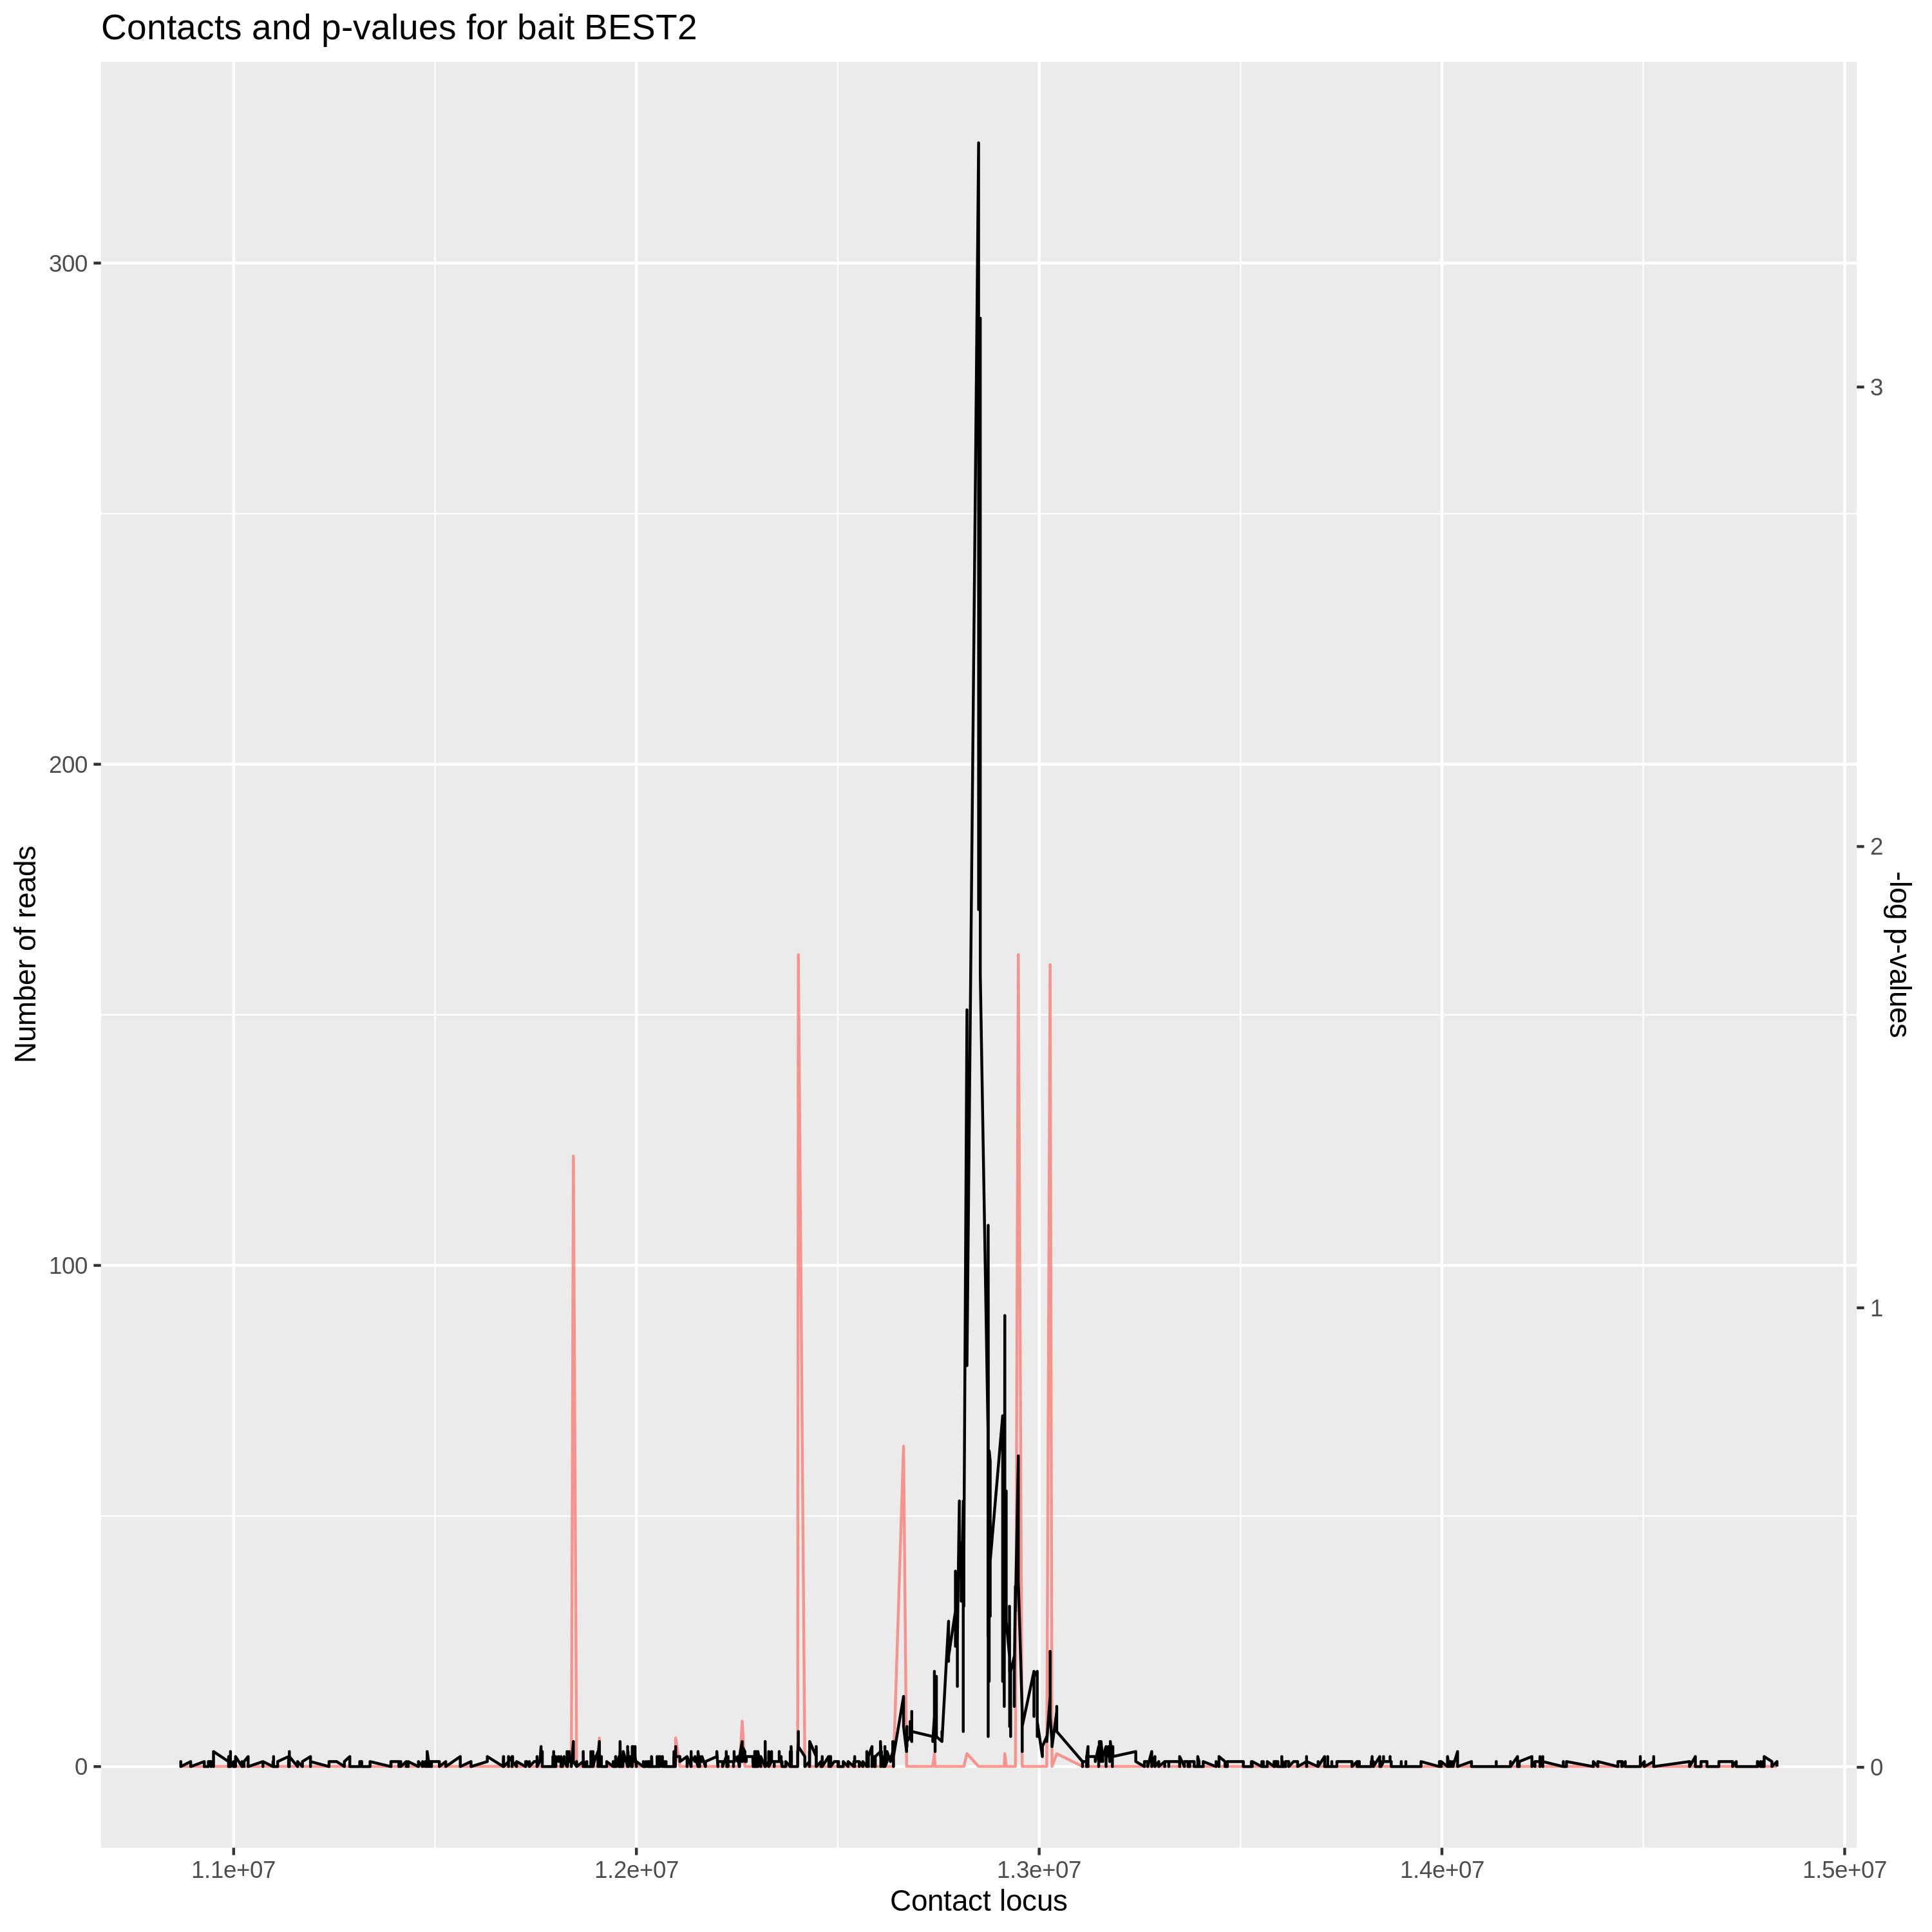 Contacts and p-values for bait BEST2
300
200
100
0
Number of reads
3
2
1
0
-log p-values
1.1e+07
1.2e+07
1.3e+07
1.4e+07
1.5e+07
Contact locus